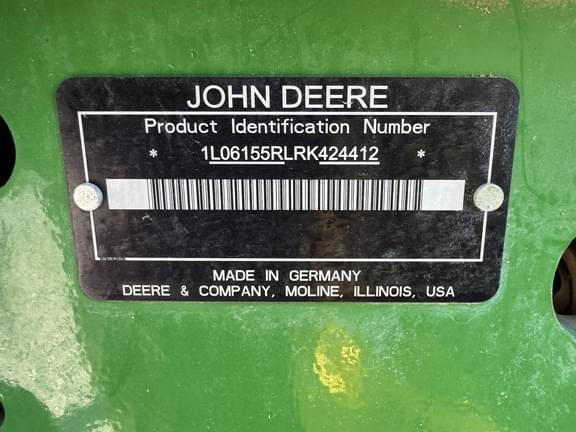 JOHN DEERE
Product Identification Number
* 1L06155RLRK424412 *
MADE IN GERMANY
DEERE & COMPANY, MOLINE, ILLINOIS, USA